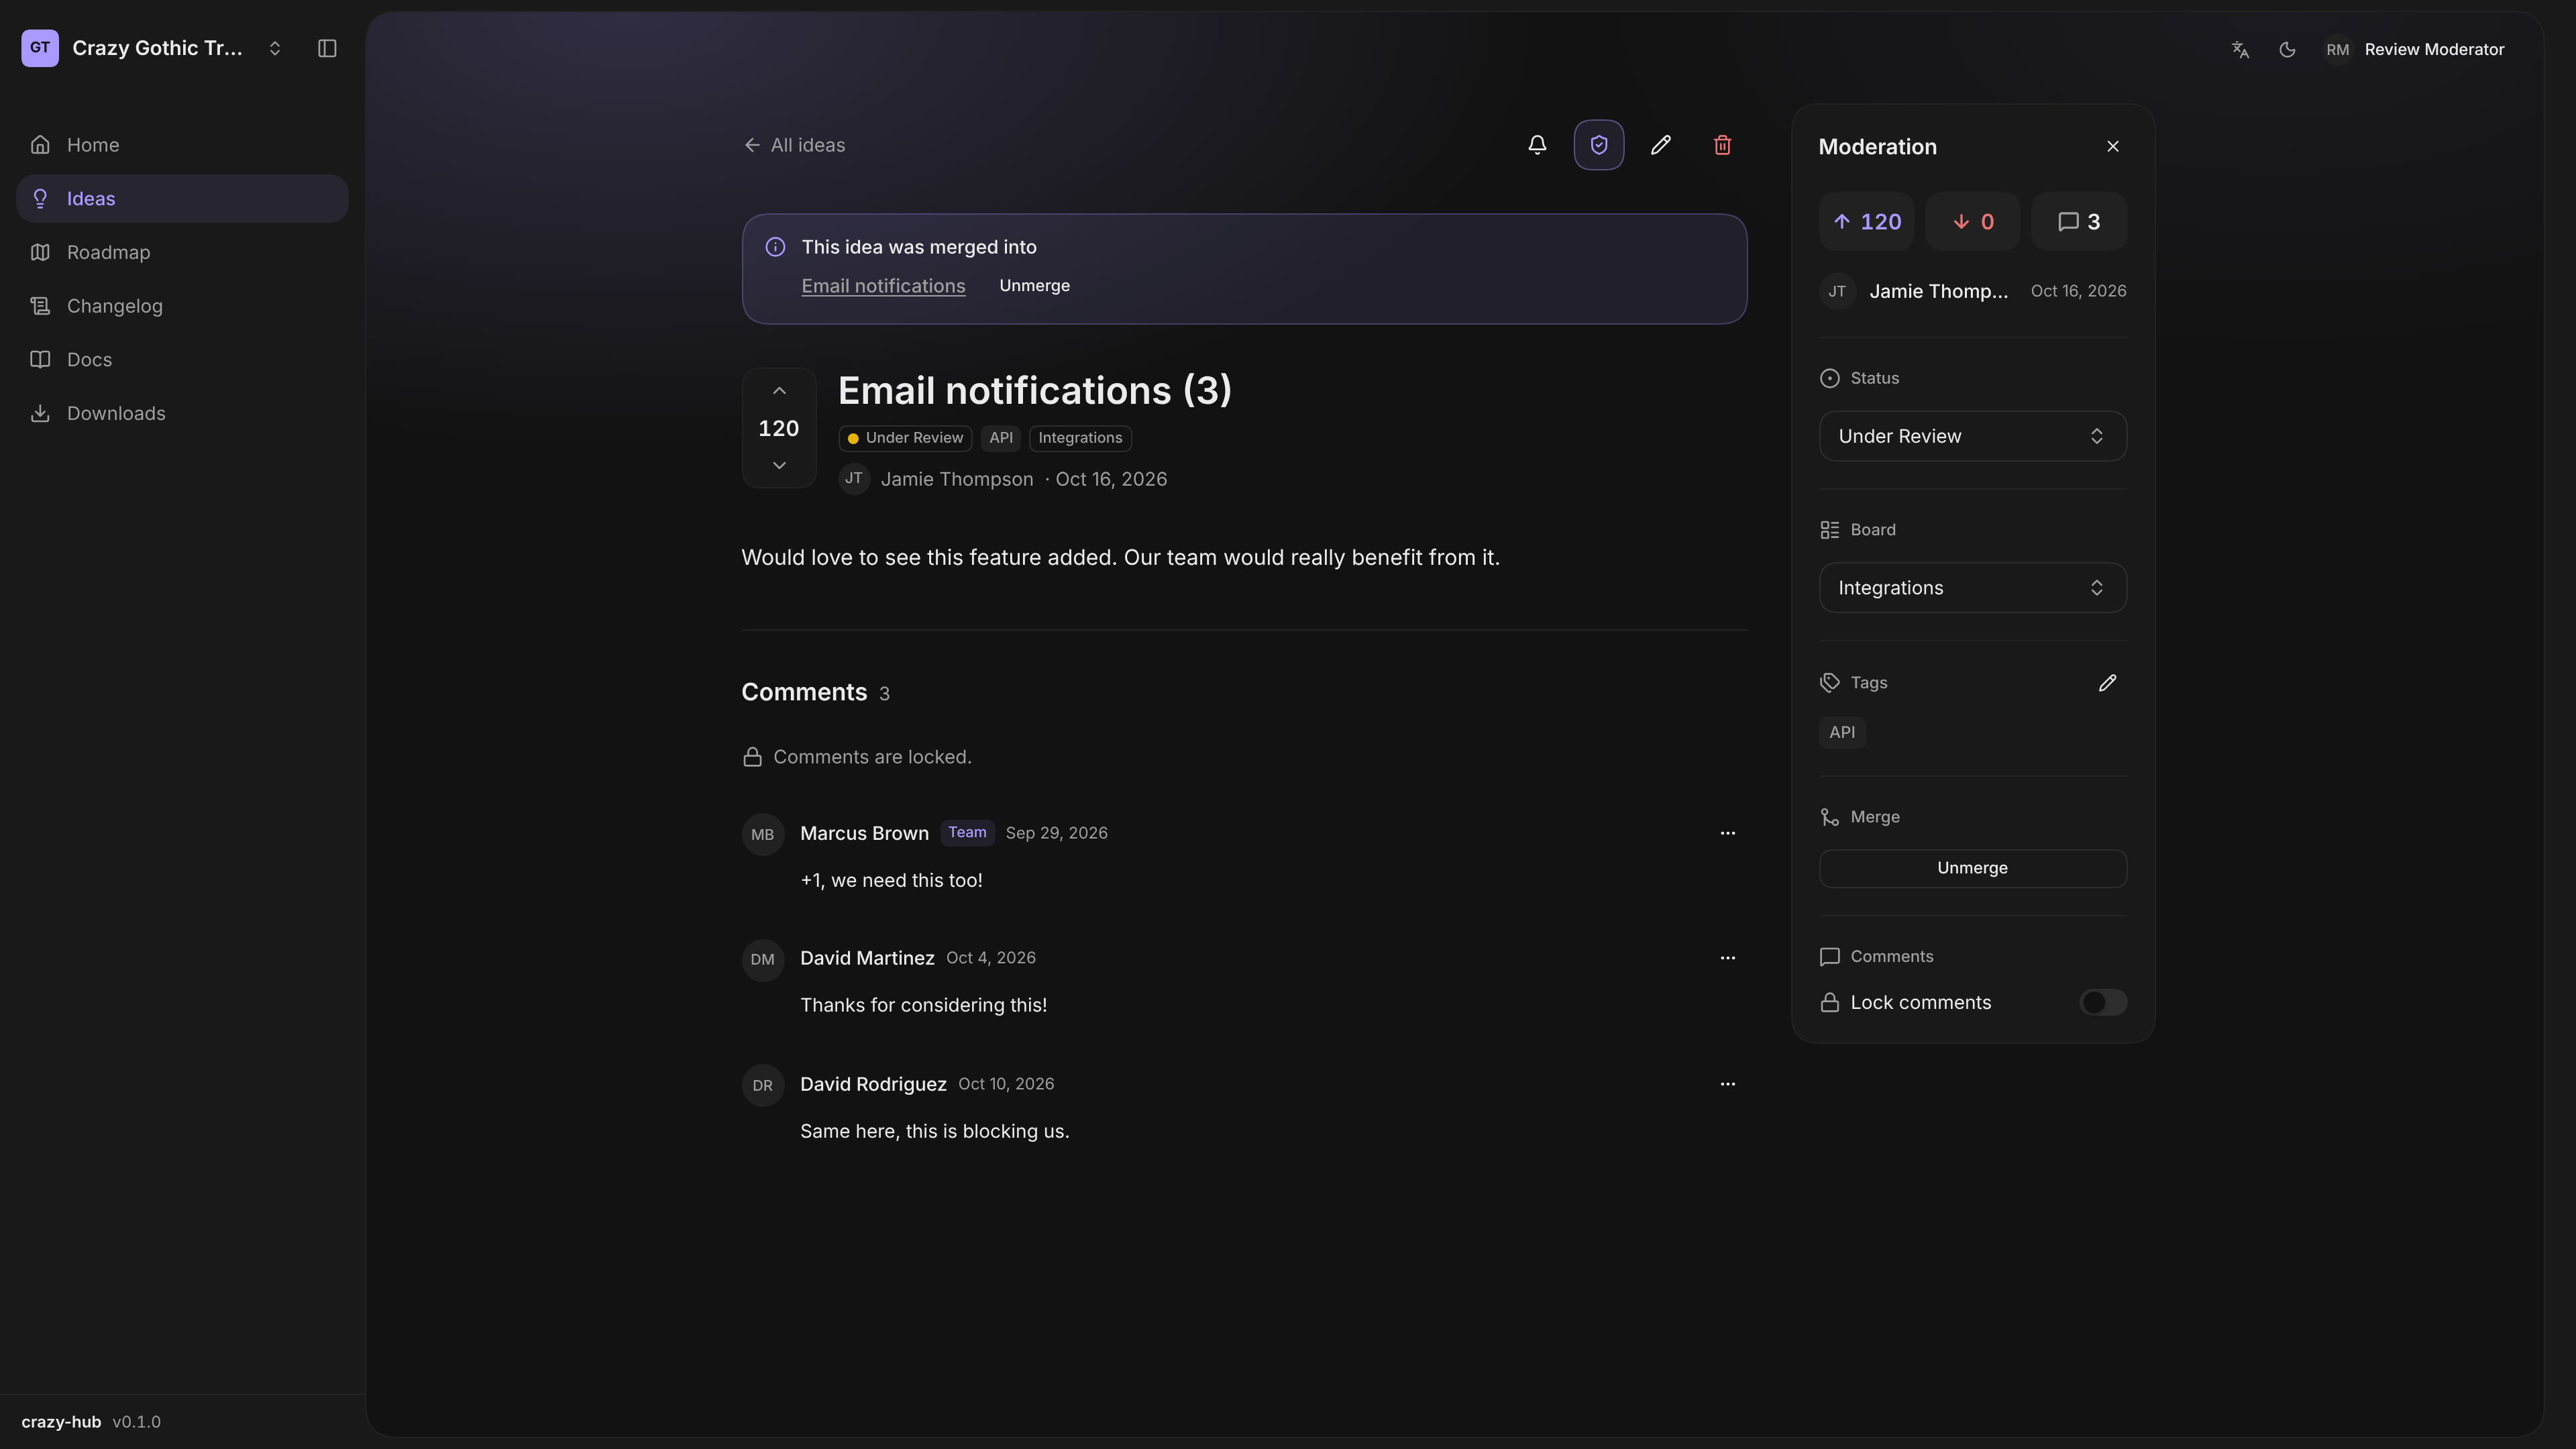 GT Crazy Gothic Tr...
Home
Ideas
Roadmap
Changelog
Docs
Downloads
crazy-hub v0.1.0
RM Review Moderator
All ideas
This idea was merged into
Email notifications Unmerge
120
Email notifications (3)
Under Review API Integrations
JT Jamie Thompson · Oct 16, 2026
Would love to see this feature added. Our team would really benefit from it.
Comments 3
Comments are locked.
MB Marcus Brown Team Sep 29, 2026
+1, we need this too!
DM David Martinez Oct 4, 2026
Thanks for considering this!
DR David Rodriguez Oct 10, 2026
Same here, this is blocking us.
Moderation
120 0 3
JT Jamie Thomp... Oct 16, 2026
Status
Under Review
Board
Integrations
Tags
API
Merge
Unmerge
Comments
Lock comments